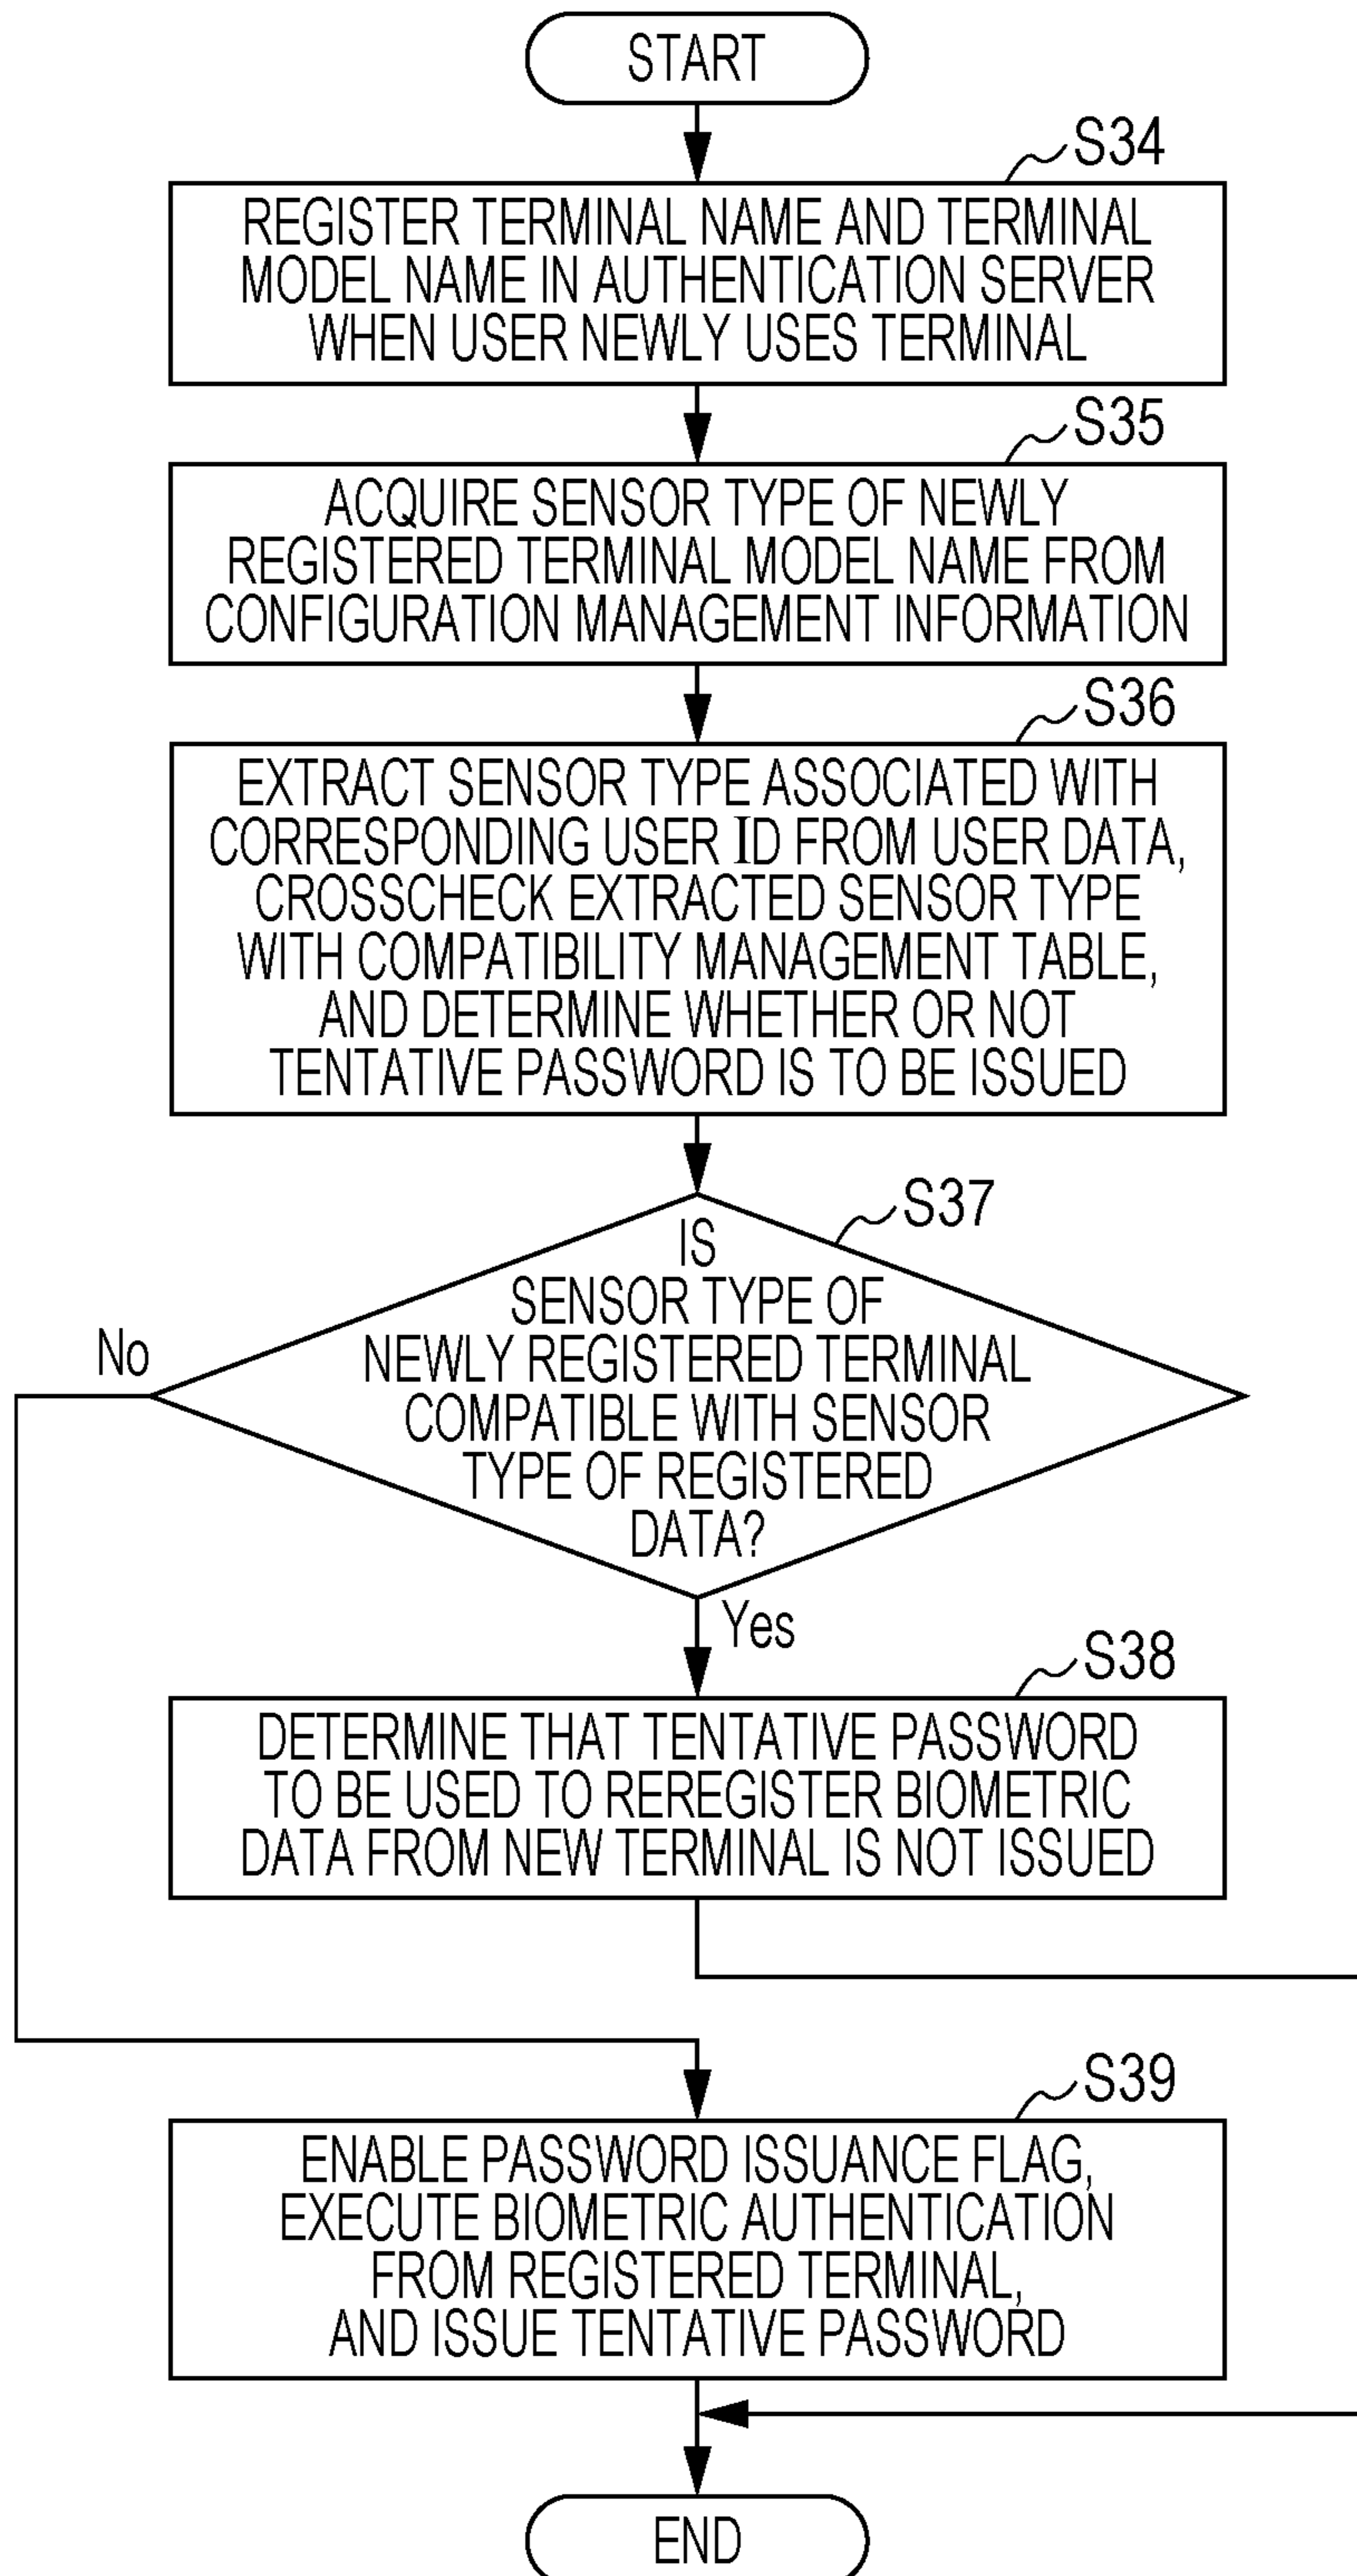 START
S34
REGISTER TERMINAL NAME AND TERMINAL
MODEL NAME IN AUTHENTICATION SERVER
WHEN USER NEWLY USES TERMINAL
S35
ACQUIRE SENSOR TYPE OF NEWLY
REGISTERED TERMINAL MODEL NAME FROM
CONFIGURATION MANAGEMENT INFORMATION
S36
EXTRACT SENSOR TYPE ASSOCIATED WITH
CORRESPONDING USER ID FROM USER DATA,
CROSSCHECK EXTRACTED SENSOR TYPE
WITH COMPATIBILITY MANAGEMENT TABLE,
AND DETERMINE WHETHER OR NOT
TENTATIVE PASSWORD IS TO BE ISSUED
S37
IS
SENSOR TYPE OF
NEWLY REGISTERED TERMINAL
COMPATIBLE WITH SENSOR
TYPE OF REGISTERED
DATA?
No
Yes
S38
DETERMINE THAT TENTATIVE PASSWORD
TO BE USED TO REREGISTER BIOMETRIC
DATA FROM NEW TERMINAL IS NOT ISSUED
S39
ENABLE PASSWORD ISSUANCE FLAG,
EXECUTE BIOMETRIC AUTHENTICATION
FROM REGISTERED TERMINAL,
AND ISSUE TENTATIVE PASSWORD
END